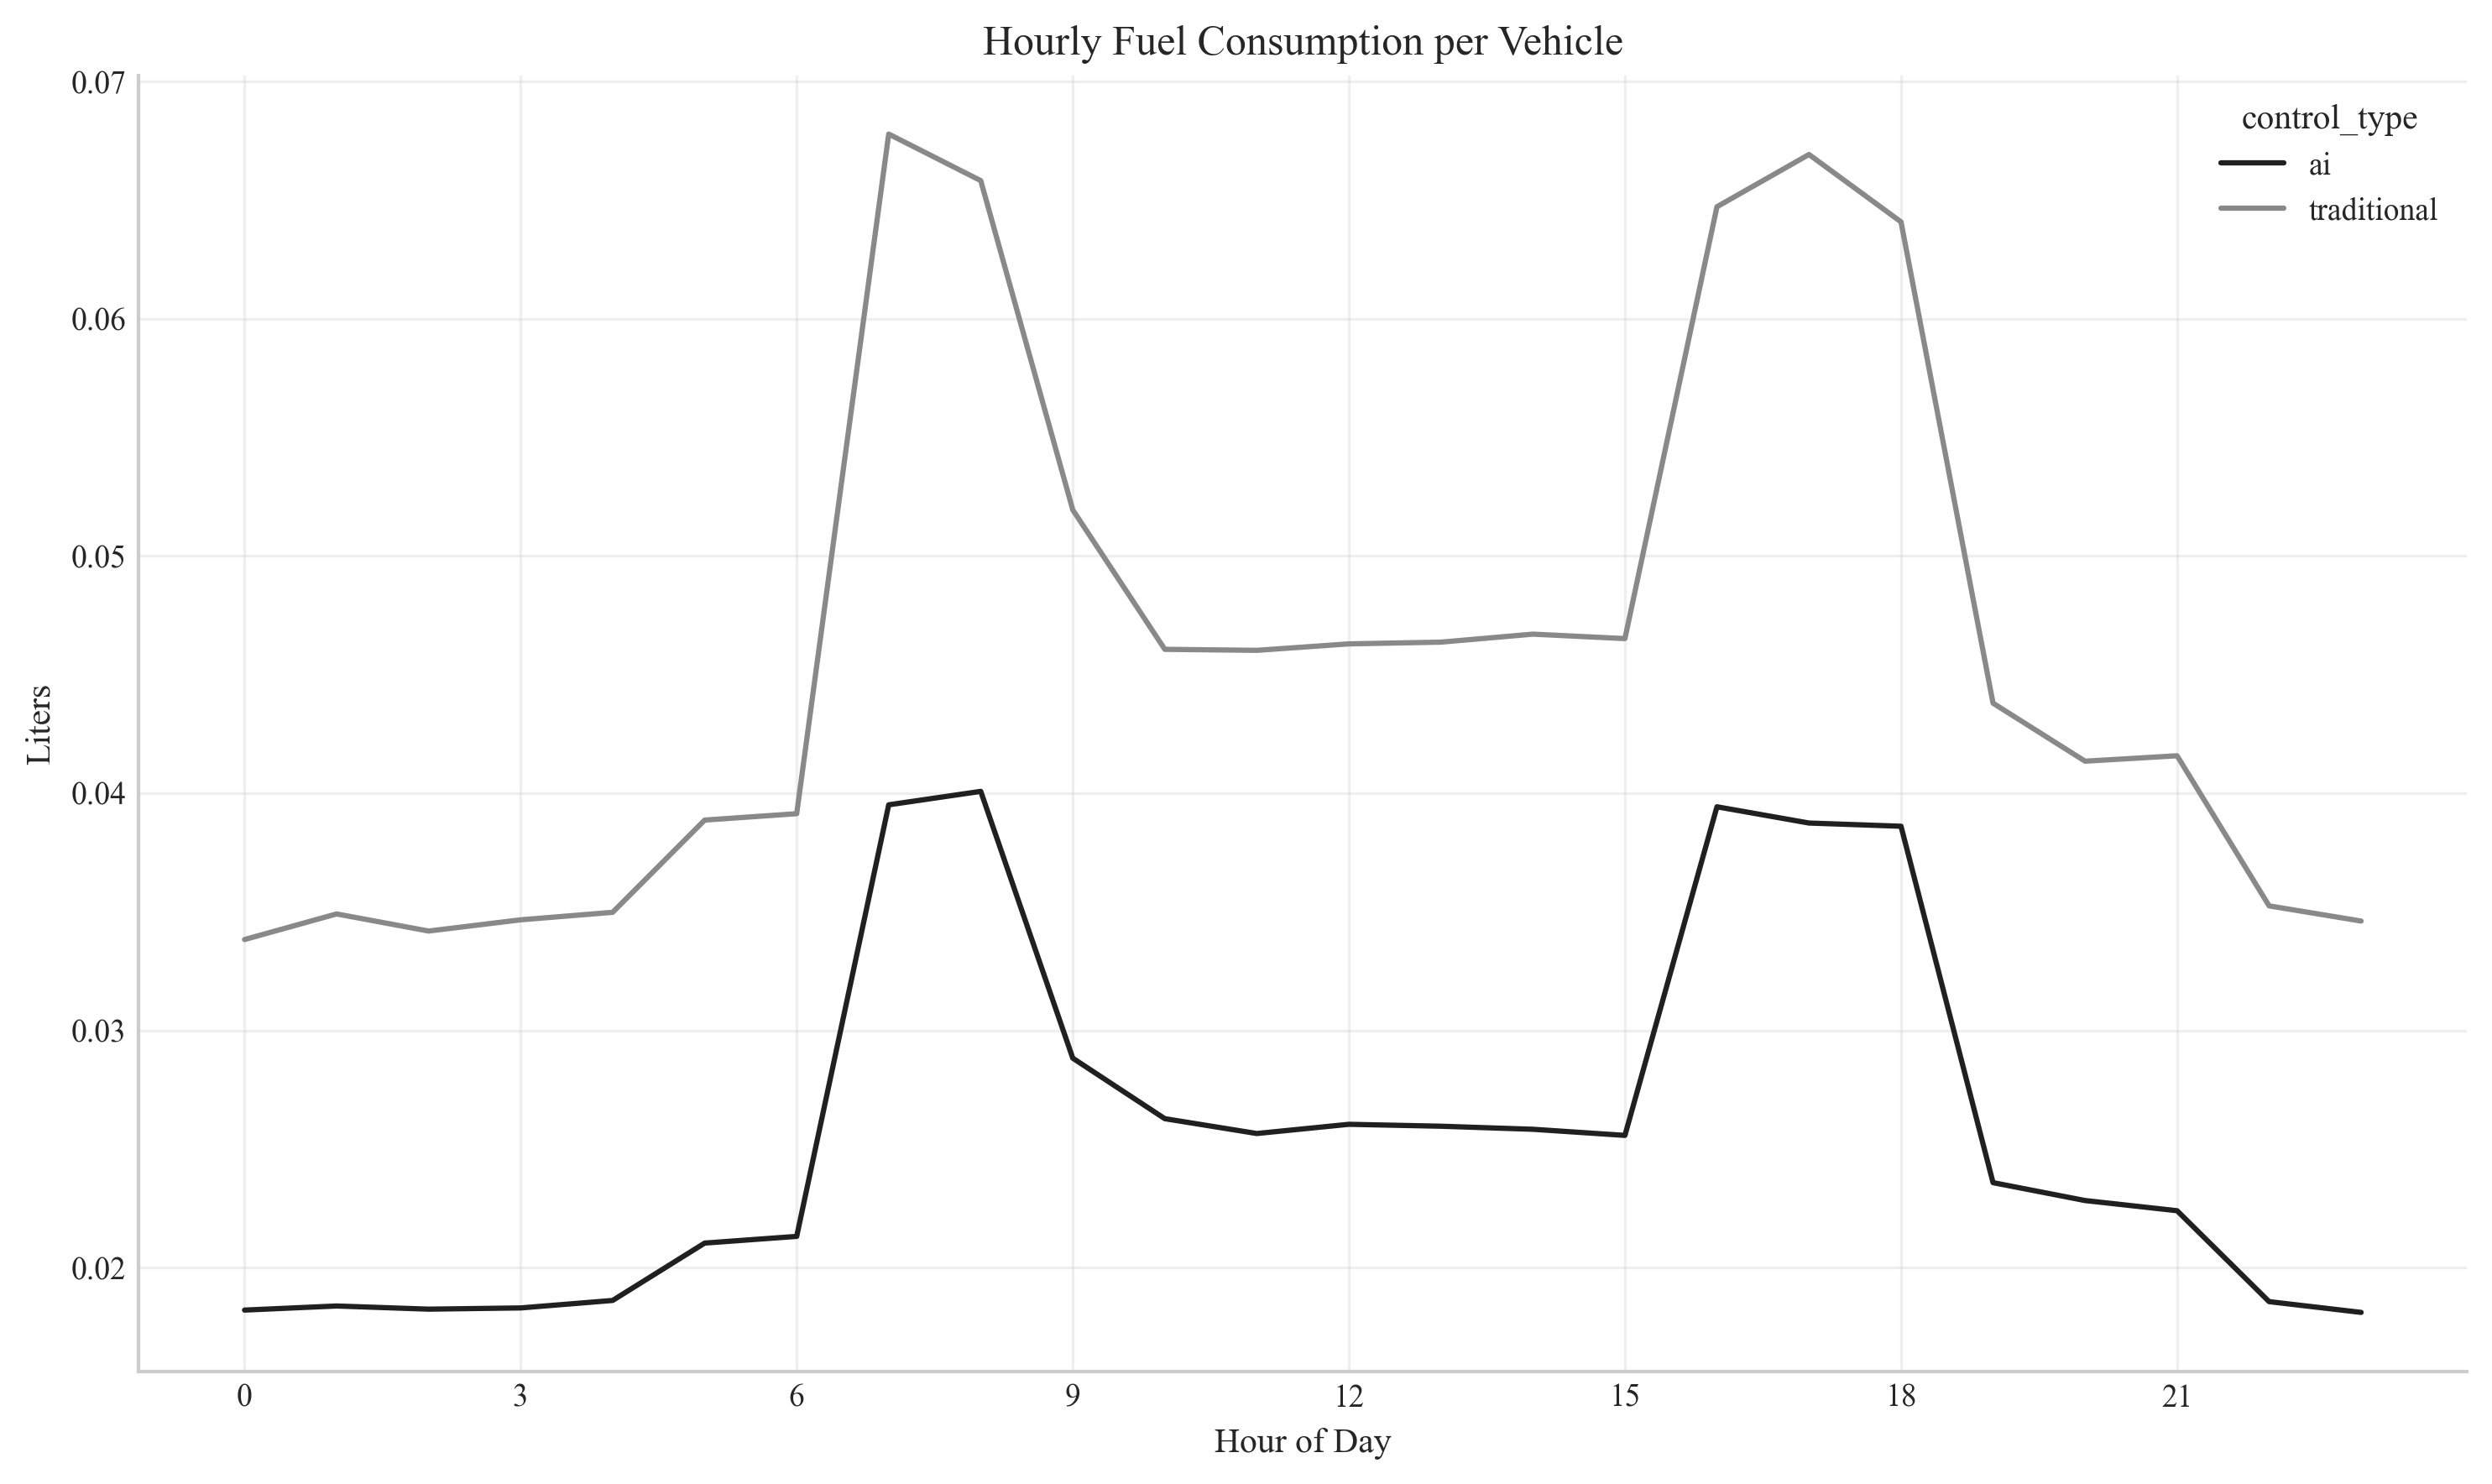 Hourly Fuel Consumption per Vehicle
control_type
ai
traditional
Liters
0.07
0.06
0.05
0.04
0.03
0.02
0 3 6 9 12 15 18 21
Hour of Day